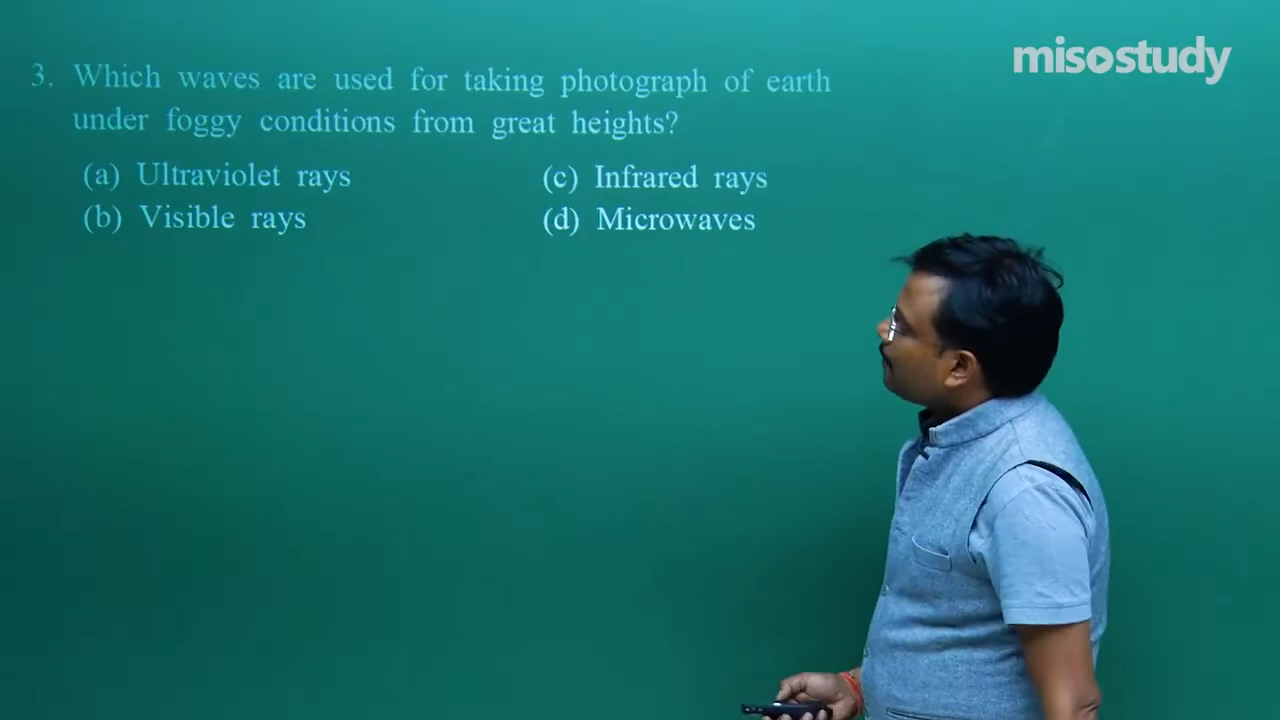 misostudy
3. Which waves are used for taking photograph of earth
under foggy conditions from great heights?
(a) Ultraviolet rays (c) Infrared rays
(b) Visible rays (d) Microwaves